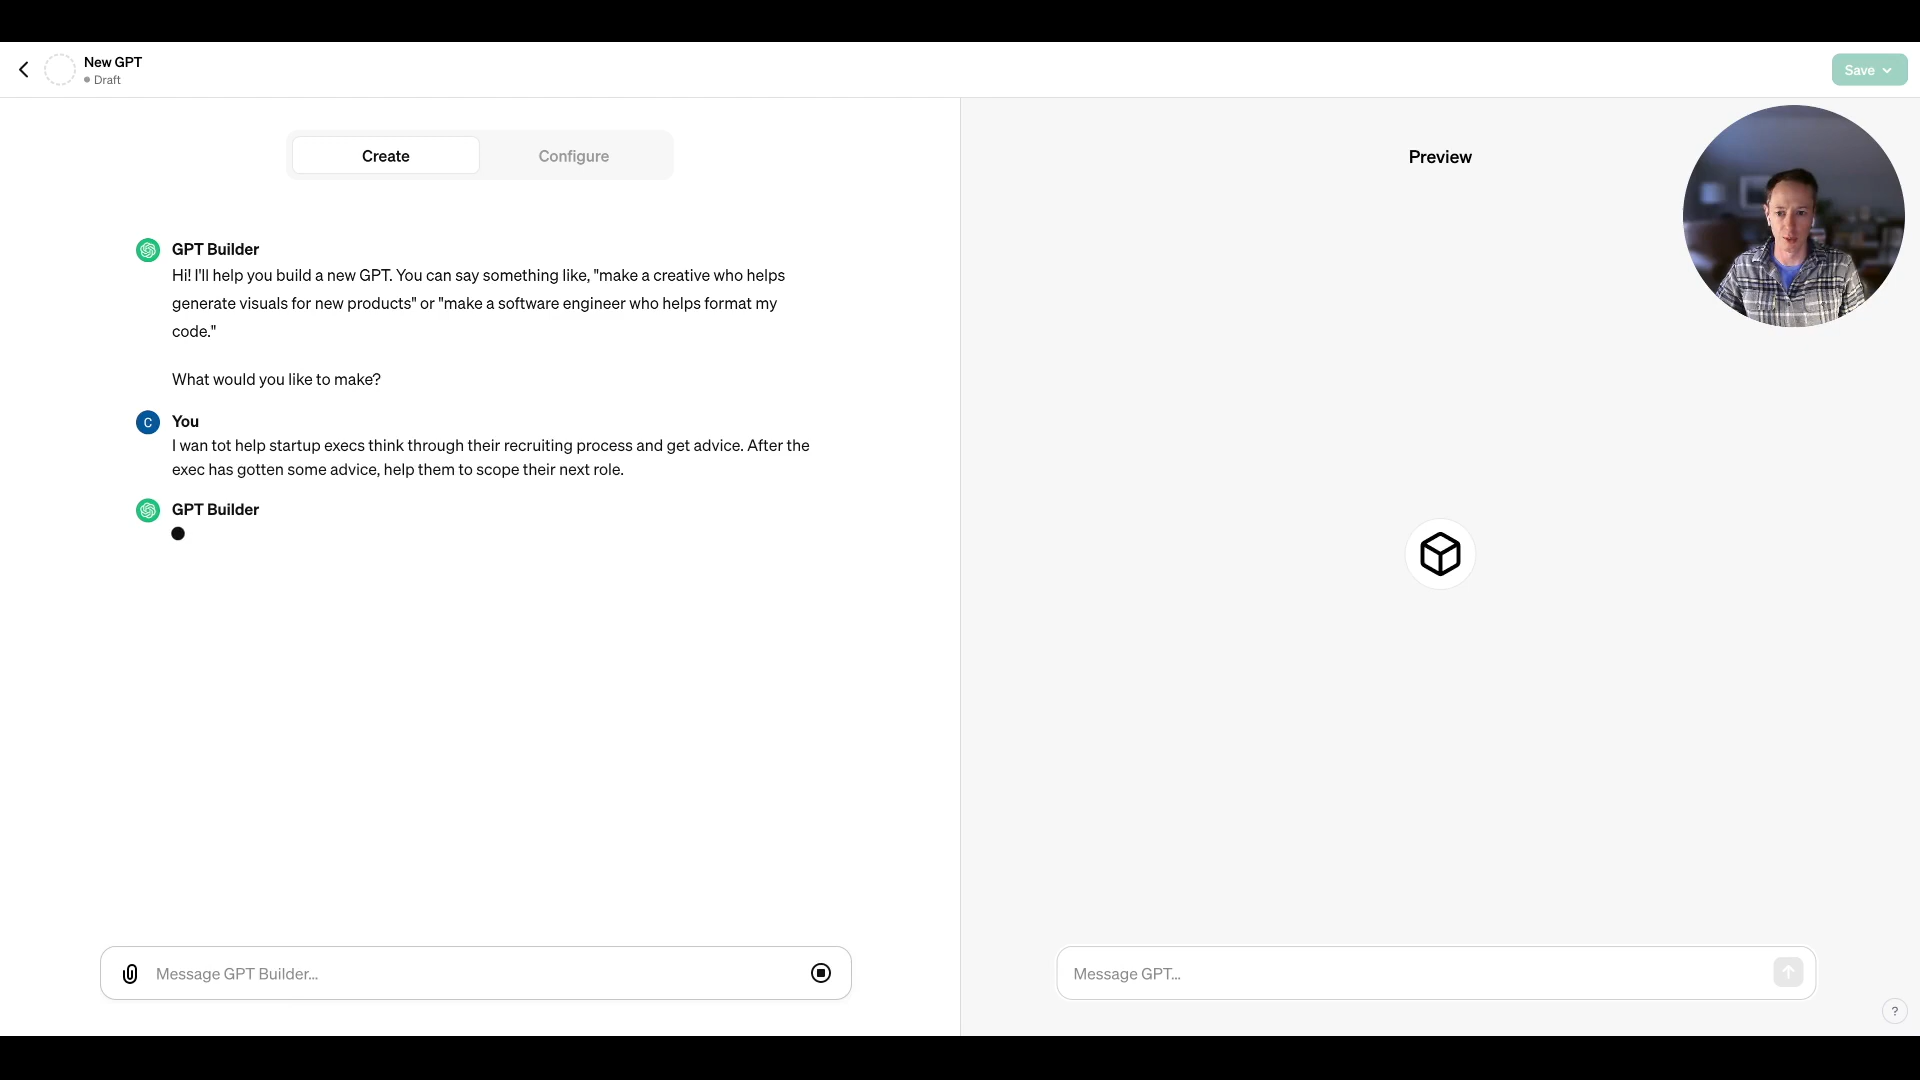 New GPT
Draft
Save
Create
Configure
Preview
GPT Builder
Hi! I'll help you build a new GPT. You can say something like, "make a creative who helps
generate visuals for new products" or "make a software engineer who helps format my
code."
What would you like to make?
C
You
I wan tot help startup execs think through their recruiting process and get advice. After the
exec has gotten some advice, help them to scope their next role.
GPT Builder
Message GPT Builder...
Message GPT...
?